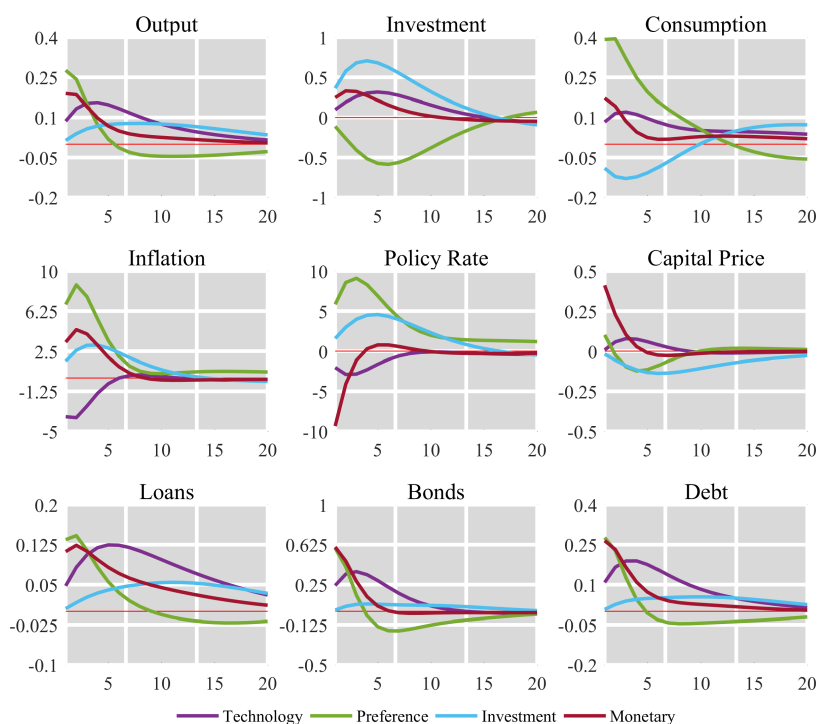 Output Investment Consumption
0.4 1 0.4
0.25 0.5 0.25
0.1 0 0.1
-0.05 -0.5 -0.05
-0.2 -1 -0.2
5 10 15 20 5 10 15 20 5 10 15 20
Inflation Policy Rate Capital Price
10 10 0.5
6.25 5 0.25
2.5 0 0
-1.25 -5 -0.25
-5 -10 -0.5
5 10 15 20 5 10 15 20 5 10 15 20
Loans Bonds Debt
0.2 1 0.4
0.125 0.625 0.25
0.05 0.25 0.1
-0.025 -0.125 -0.05
-0.1 -0.5 -0.2
5 10 15 20 5 10 15 20 5 10 15 20
Technology Preference Investment Monetary